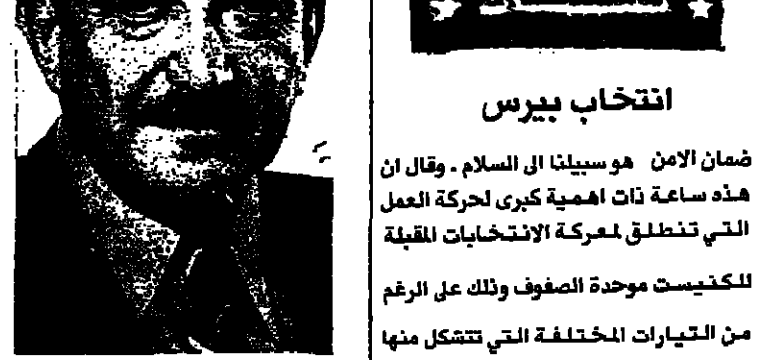 انتخاب بيرس
ضمان الامن هو سبيلنا الى السلام . وقال ان
هذه ساعة ذات اهمية كبرى لحركة العمل
التي تنطلق لمعركة الانتخابات المقبلة
للكنيست موحدة الصفوف وذلك على الرغم
من التيارات المختلفة التي تتشكل منها